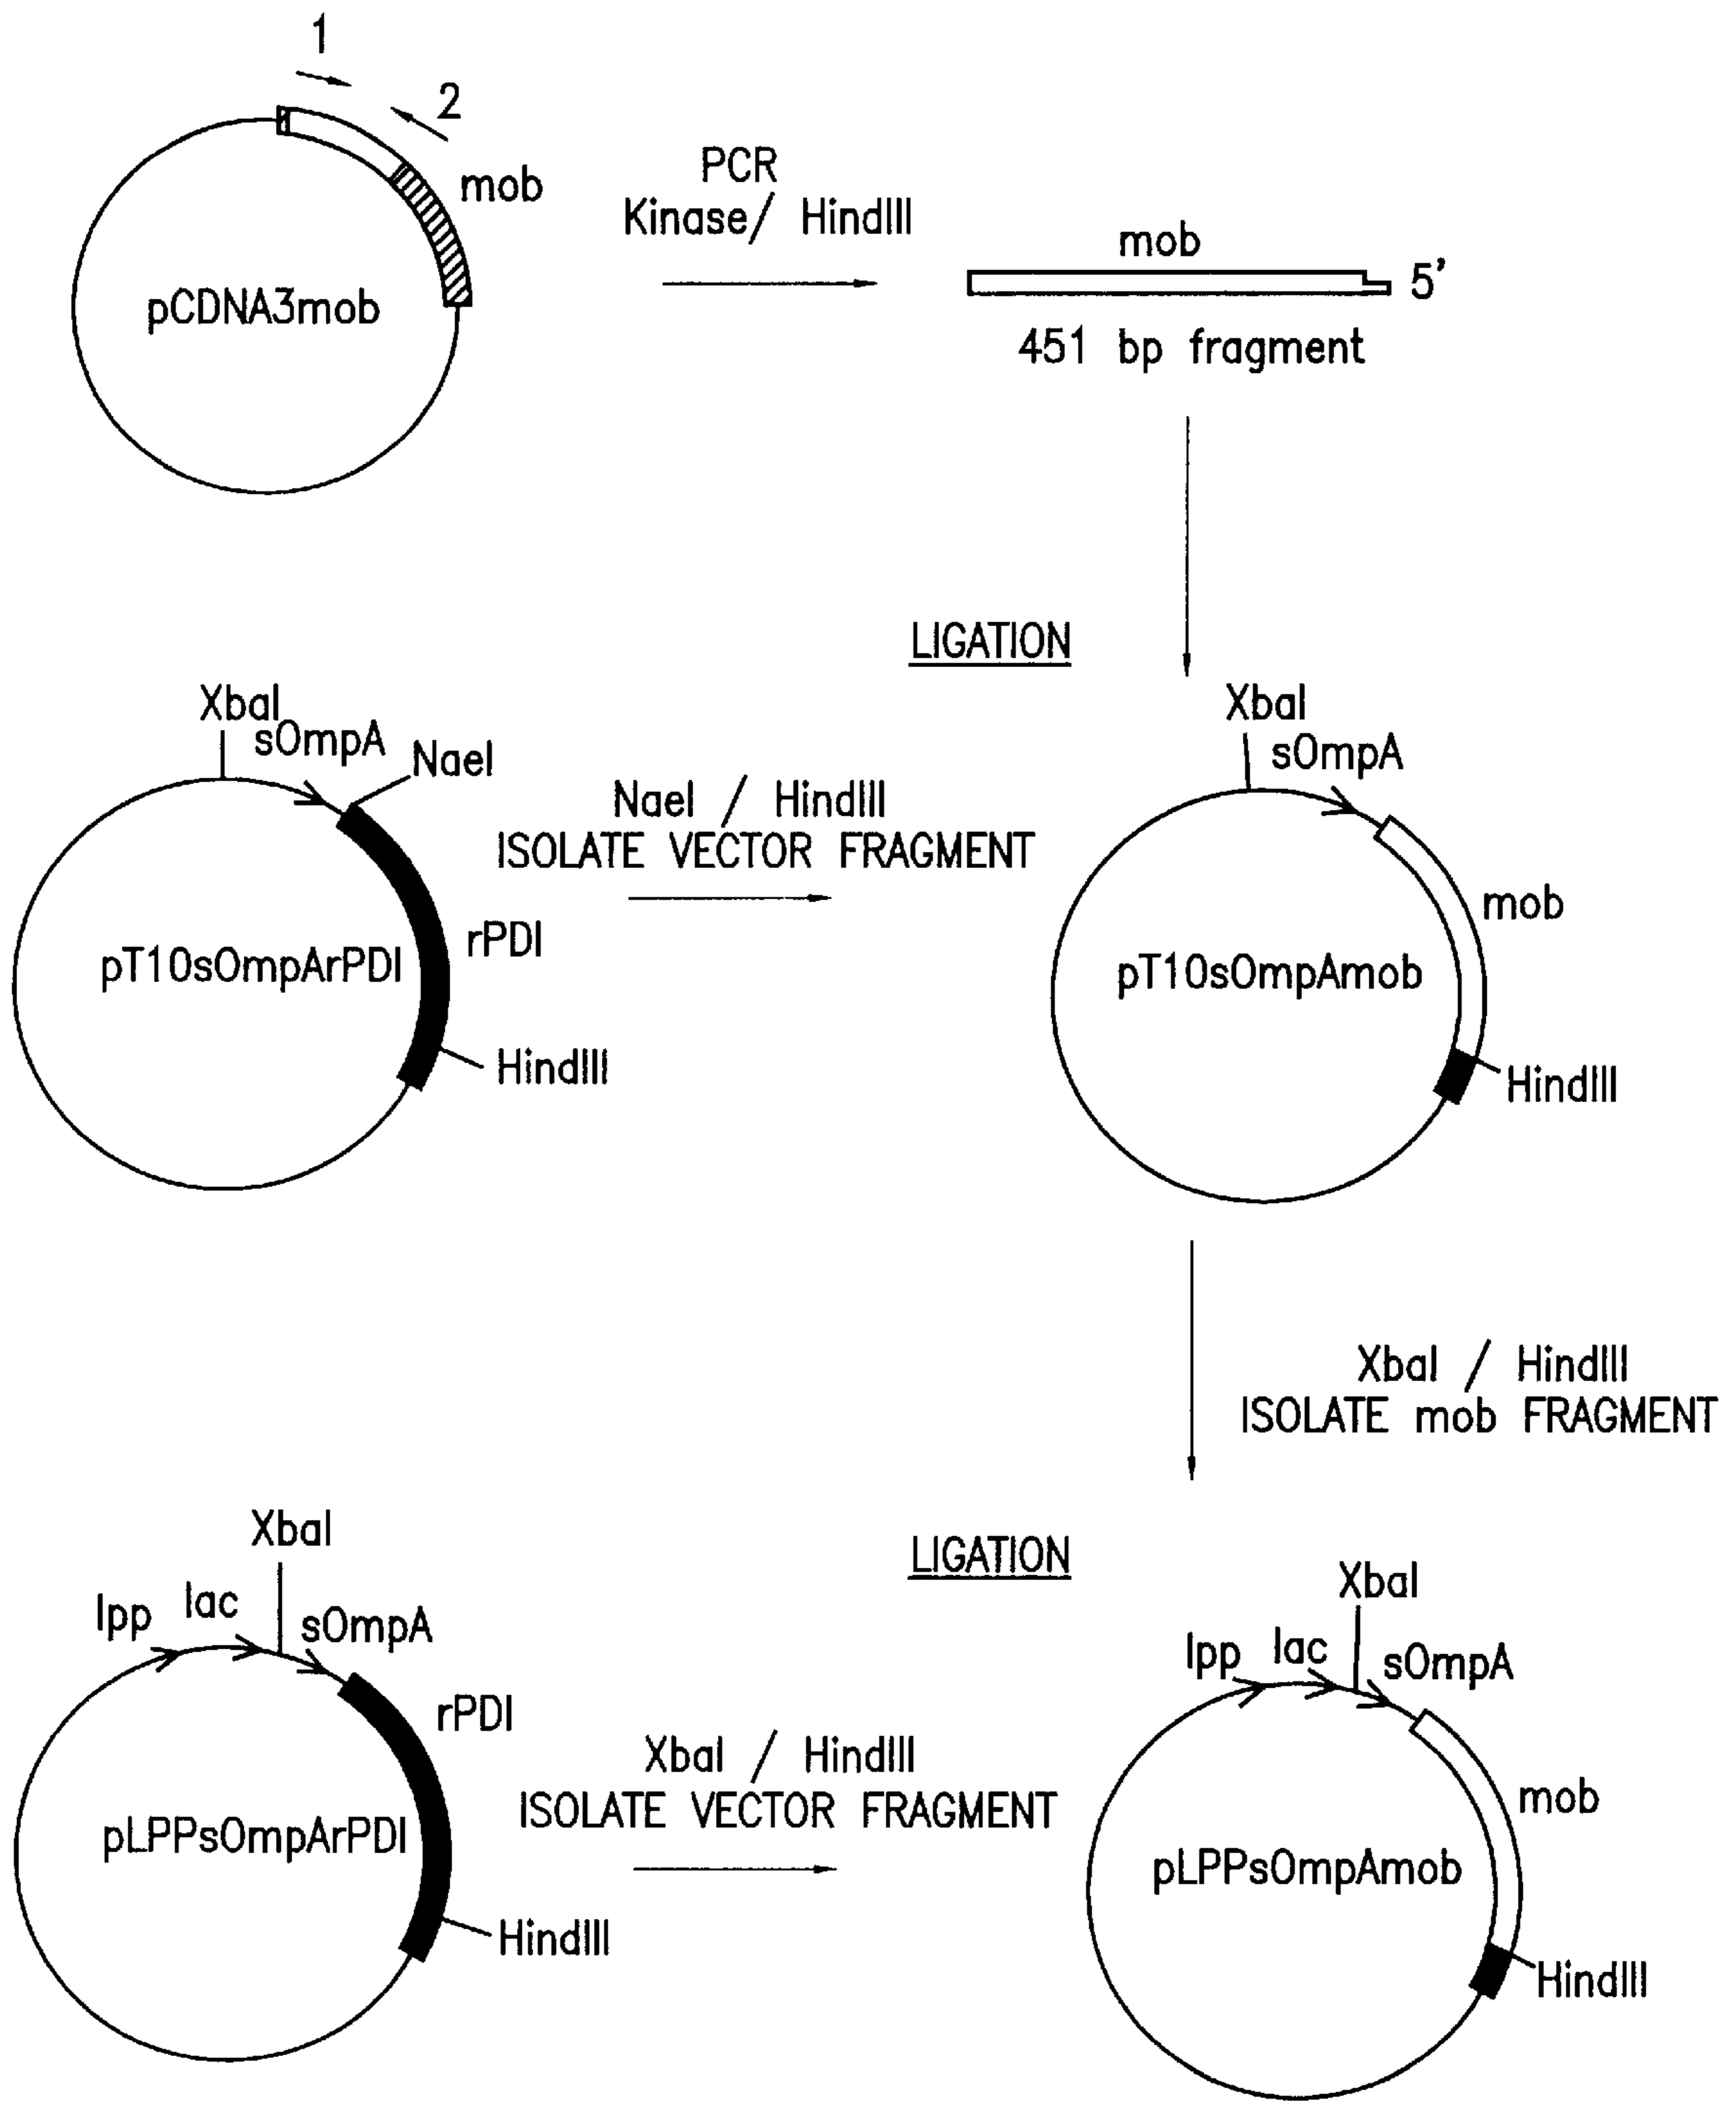 1
2
mob
pCDNA3mob
PCR
Kinase/ HindIII
mob
5'
451 bp fragment
LIGATION
XbaI
sOmpA
NaeI
rPDI
pT10sOmpArPDI
HindIII
NaeI / HindIII
ISOLATE VECTOR FRAGMENT
XbaI
sOmpA
mob
pT10sOmpAmob
HindIII
XbaI / HindIII
ISOLATE mob FRAGMENT
LIGATION
XbaI
lpp
lac
sOmpA
rPDI
pLPPsOmpArPDI
HindIII
XbaI / HindIII
ISOLATE VECTOR FRAGMENT
XbaI
lpp
lac
sOmpA
mob
pLPPsOmpAmob
HindIII